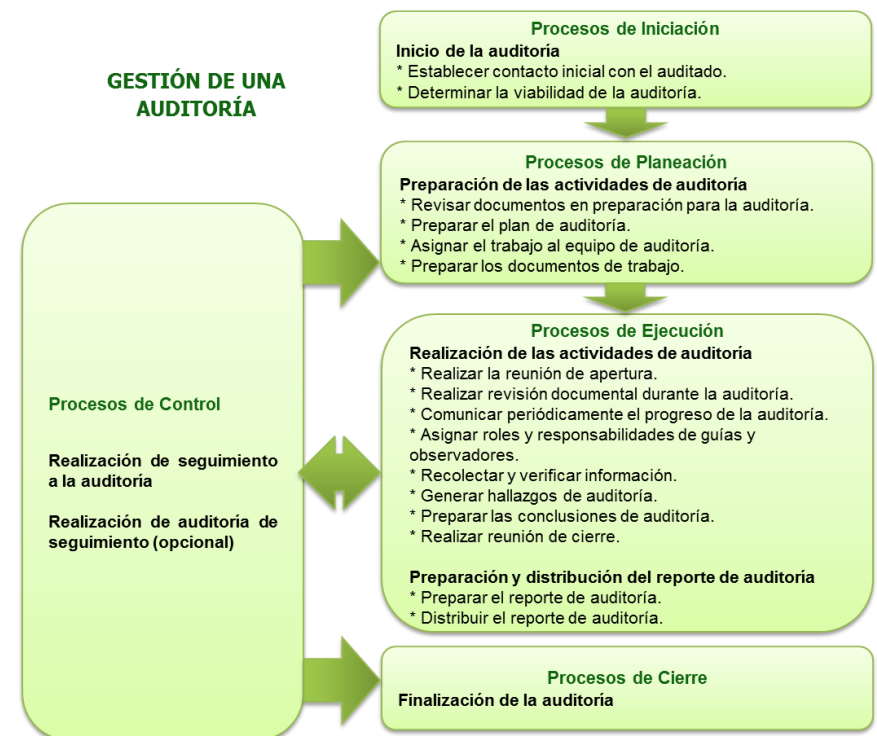 GESTIÓN DE UNA
AUDITORÍA
Procesos de Iniciación
Inicio de la auditoría
* Establecer contacto inicial con el auditado.
* Determinar la viabilidad de la auditoría.
Procesos de Planeación
Preparación de las actividades de auditoría
* Revisar documentos en preparación para la auditoría.
* Preparar el plan de auditoría.
* Asignar el trabajo al equipo de auditoría.
* Preparar los documentos de trabajo.
Procesos de Control
Realización de seguimiento
a la auditoría
Realización de auditoría de
seguimiento (opcional)
Procesos de Ejecución
Realización de las actividades de auditoría
* Realizar la reunión de apertura.
* Realizar revisión documental durante la auditoría.
* Comunicar periódicamente el progreso de la auditoría.
* Asignar roles y responsabilidades de guías y
observadores.
* Recolectar y verificar información.
* Generar hallazgos de auditoría.
* Preparar las conclusiones de auditoría.
* Realizar reunión de cierre.
Preparación y distribución del reporte de auditoría
* Preparar el reporte de auditoría.
* Distribuir el reporte de auditoría.
Procesos de Cierre
Finalización de la auditoría